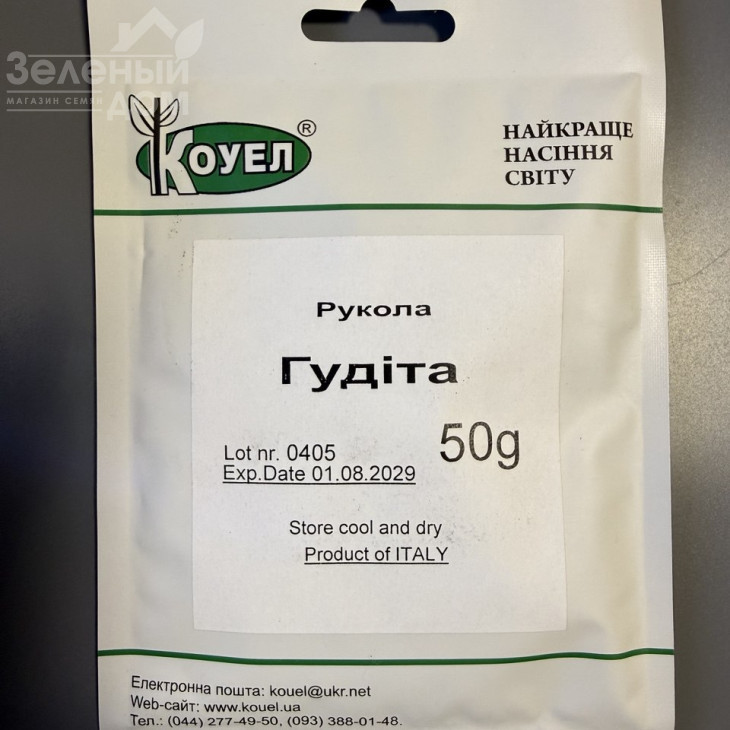 Зеленый
дом
МАГАЗИН СЕМЯН
КОУЕЛ ®
НАЙКРАЩЕ
НАСІННЯ
СВІТУ
Рукола
Гудіта
50g
Lot nr. 0405
Exp.Date 01.08.2029
Store cool and dry
Product of ITALY
Електронна пошта: kouel@ukr.net
Web-сайт: www.kouel.ua
Тел.: (044) 277-49-50, (093) 388-01-48.